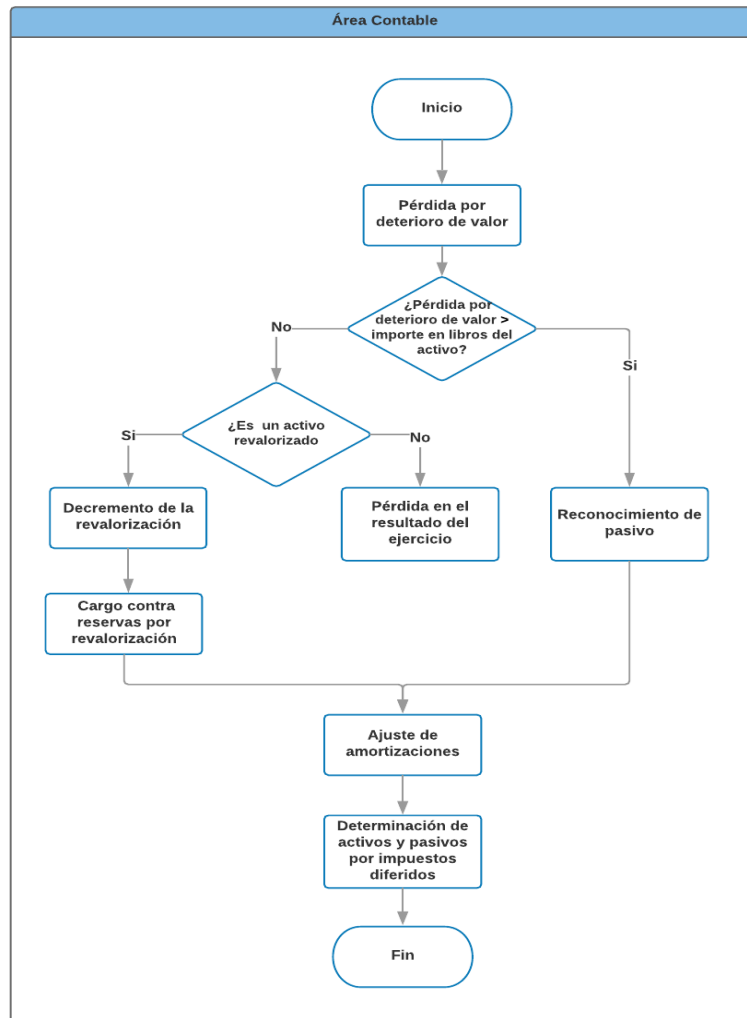 Área Contable
Inicio
Pérdida por
deterioro de valor
¿Pérdida por
deterioro de valor >
importe en libros del
activo?
No
Si
¿Es un activo
revalorizado
Si
No
Decremento de la
revalorización
Pérdida en el
resultado del
ejercicio
Reconocimiento de
pasivo
Cargo contra
reservas por
revalorización
Ajuste de
amortizaciones
Determinación de
activos y pasivos
por impuestos
diferidos
Fin